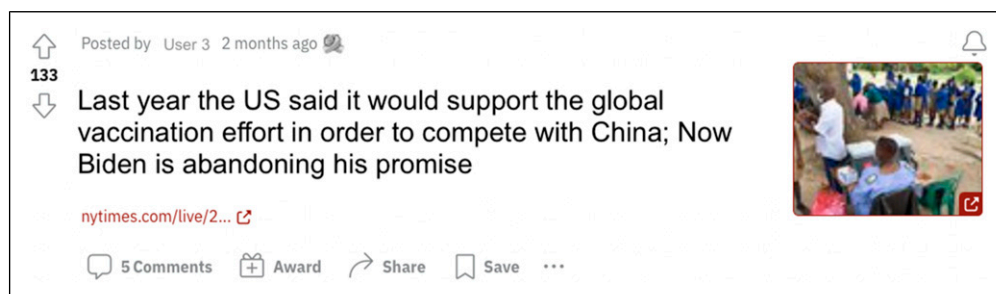 Posted by User 3 2 months ago
133
Last year the US said it would support the global
vaccination effort in order to compete with China; Now
Biden is abandoning his promise
nytimes.com/live/2...
5 Comments Award Share Save ...